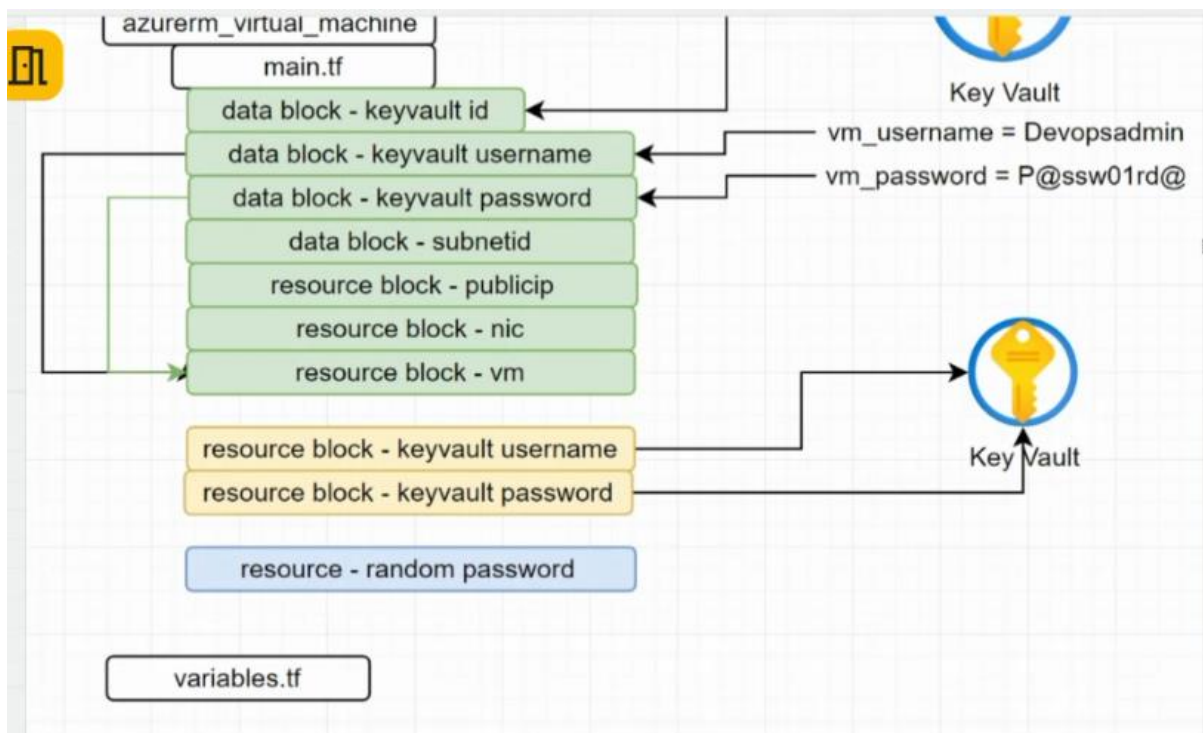 azurerm_virtual_machine
main.tf
data block - keyvault id
Key Vault
data block - keyvault username
vm_username = Devopsadmin
data block - keyvault password
vm_password = P@ssw01rd@
data block - subnetid
resource block - publicip
resource block - nic
resource block - vm
resource block - keyvault username
Key Vault
resource block - keyvault password
resource - random password
variables.tf